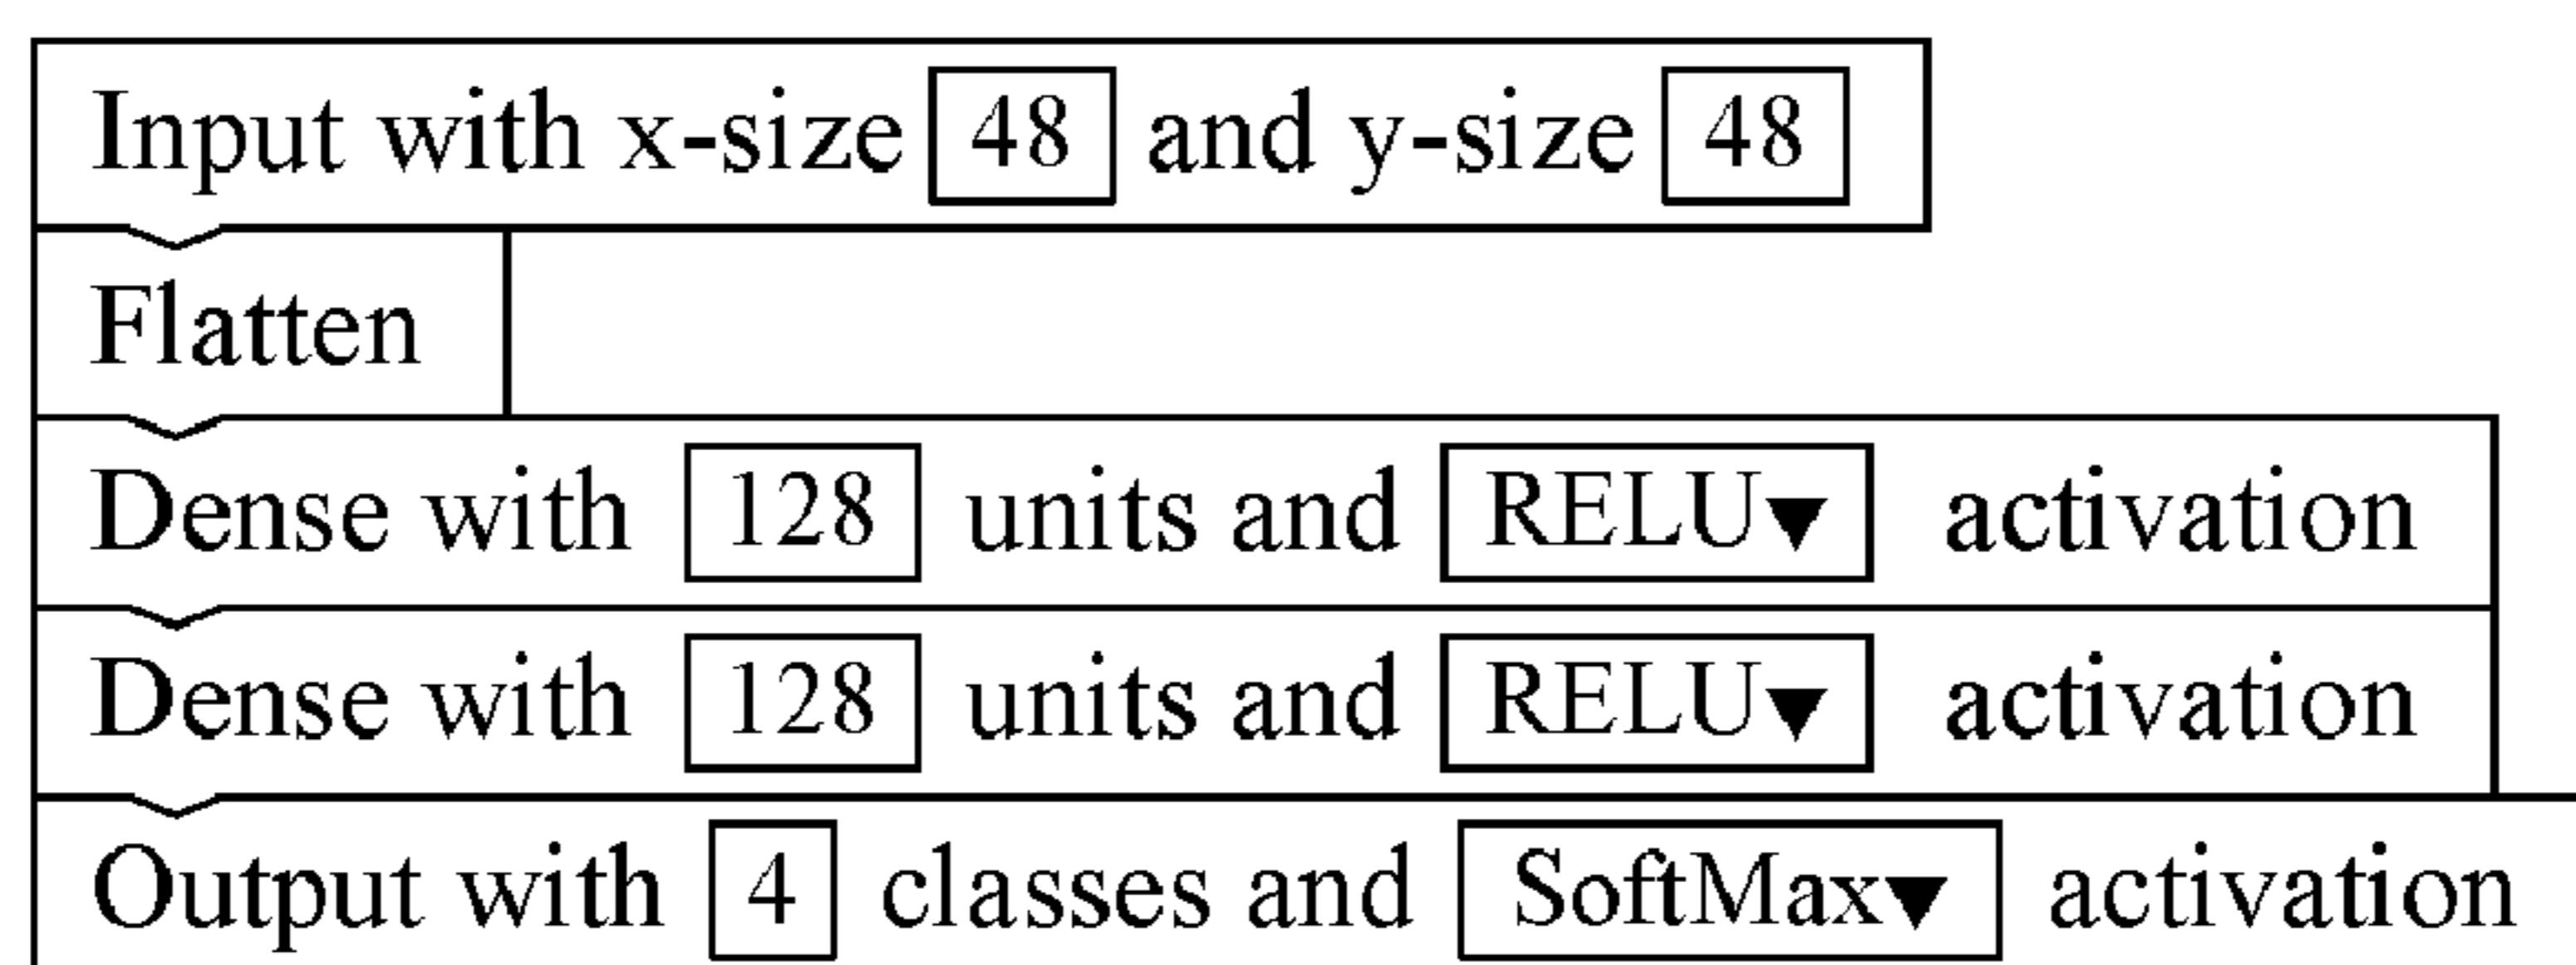 Input with x-size 48 and y-size 48
Flatten
Dense with 128 units and RELU▼ activation
Dense with 128 units and RELU▼ activation
Output with 4 classes and SoftMax▼ activation